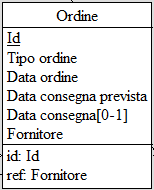 Ordine
Id
Tipo ordine
Data ordine
Data consegna prevista
Data consegna[0-1]
Fornitore
id: Id
ref: Fornitore